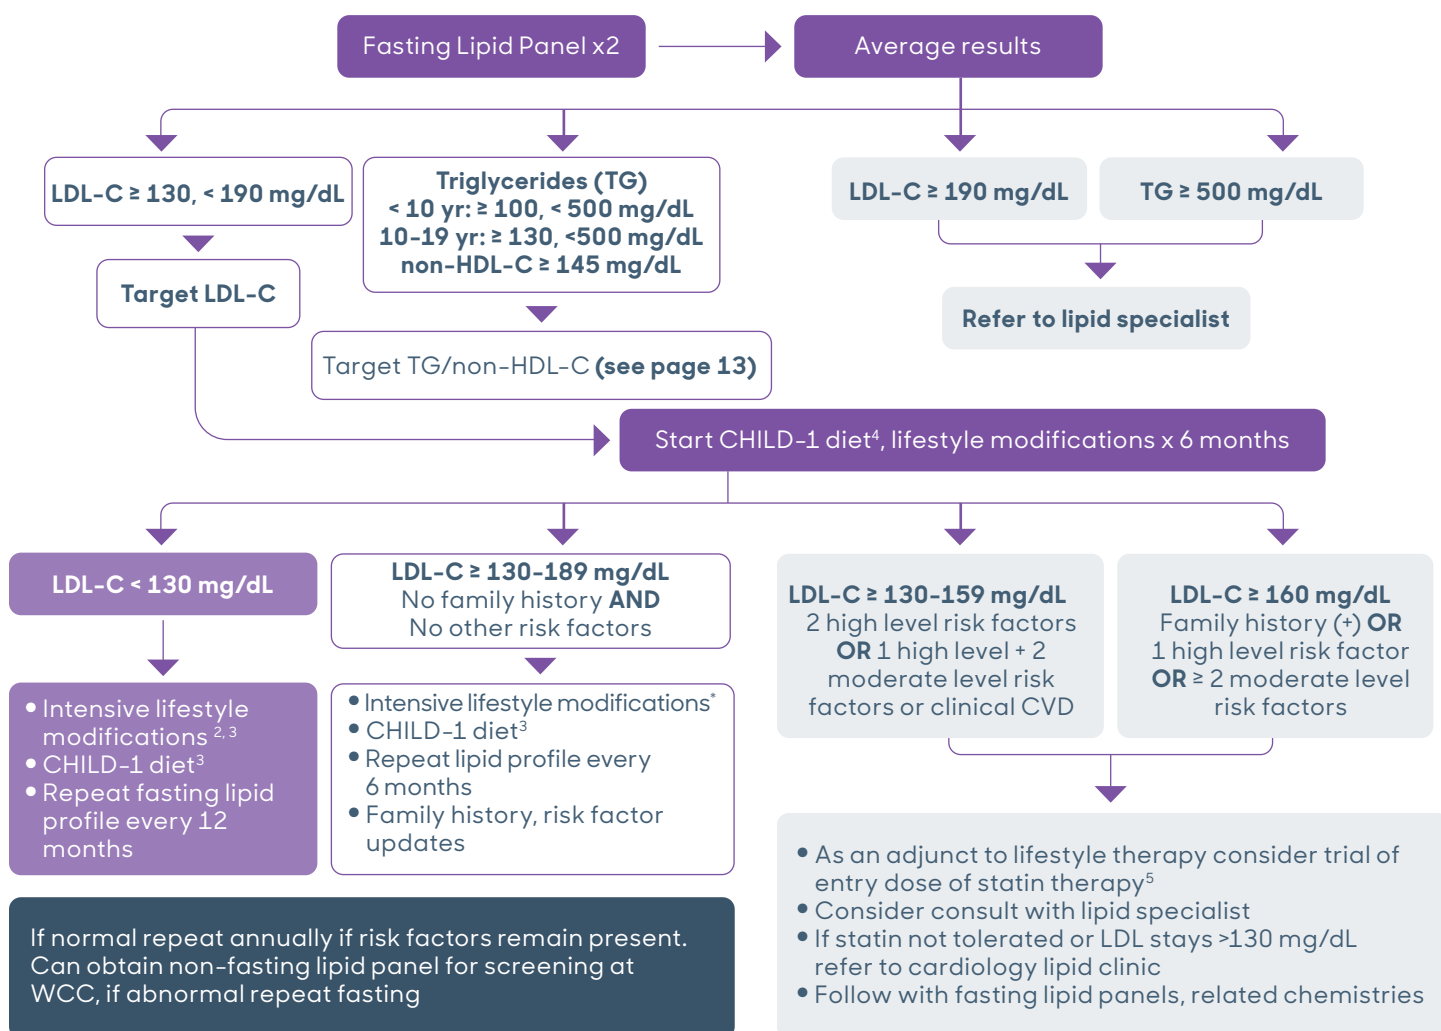 Fasting Lipid Panel x2
Average results
LDL-C ≥ 130, < 190 mg/dL
Triglycerides (TG)
< 10 yr: ≥ 100, < 500 mg/dL
10-19 yr: ≥ 130, <500 mg/dL
non-HDL-C ≥ 145 mg/dL
LDL-C ≥ 190 mg/dL
TG ≥ 500 mg/dL
Target LDL-C
Refer to lipid specialist
Target TG/non-HDL-C (see page 13)
Start CHILD-1 diet⁴, lifestyle modifications x 6 months
LDL-C < 130 mg/dL
LDL-C ≥ 130-189 mg/dL
No family history AND
No other risk factors
LDL-C ≥ 130-159 mg/dL
2 high level risk factors
OR 1 high level + 2
moderate level risk
factors or clinical CVD
LDL-C ≥ 160 mg/dL
Family history (+) OR
1 high level risk factor
OR ≥ 2 moderate level
risk factors
• Intensive lifestyle
modifications ²,³
• CHILD-1 diet³
• Repeat fasting lipid
profile every 12
months
• Intensive lifestyle modifications*
• CHILD-1 diet³
• Repeat lipid profile every
6 months
• Family history, risk factor
updates
• As an adjunct to lifestyle therapy consider trial of
entry dose of statin therapy⁵
• Consider consult with lipid specialist
• If statin not tolerated or LDL stays >130 mg/dL
refer to cardiology lipid clinic
• Follow with fasting lipid panels, related chemistries
If normal repeat annually if risk factors remain present.
Can obtain non-fasting lipid panel for screening at
WCC, if abnormal repeat fasting